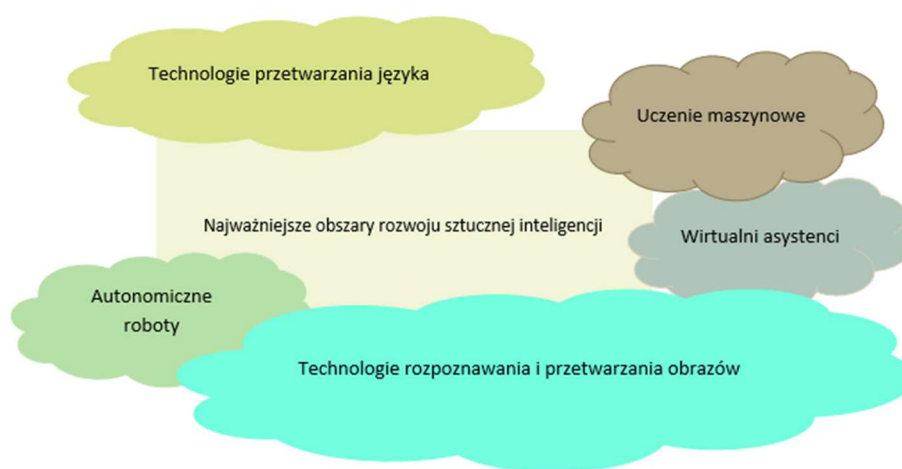 Technologie przetwarzania języka
Uczenie maszynowe
Najważniejsze obszary rozwoju sztucznej inteligencji
Wirtualni asystenci
Autonomiczne
roboty
Technologie rozpoznawania i przetwarzania obrazów